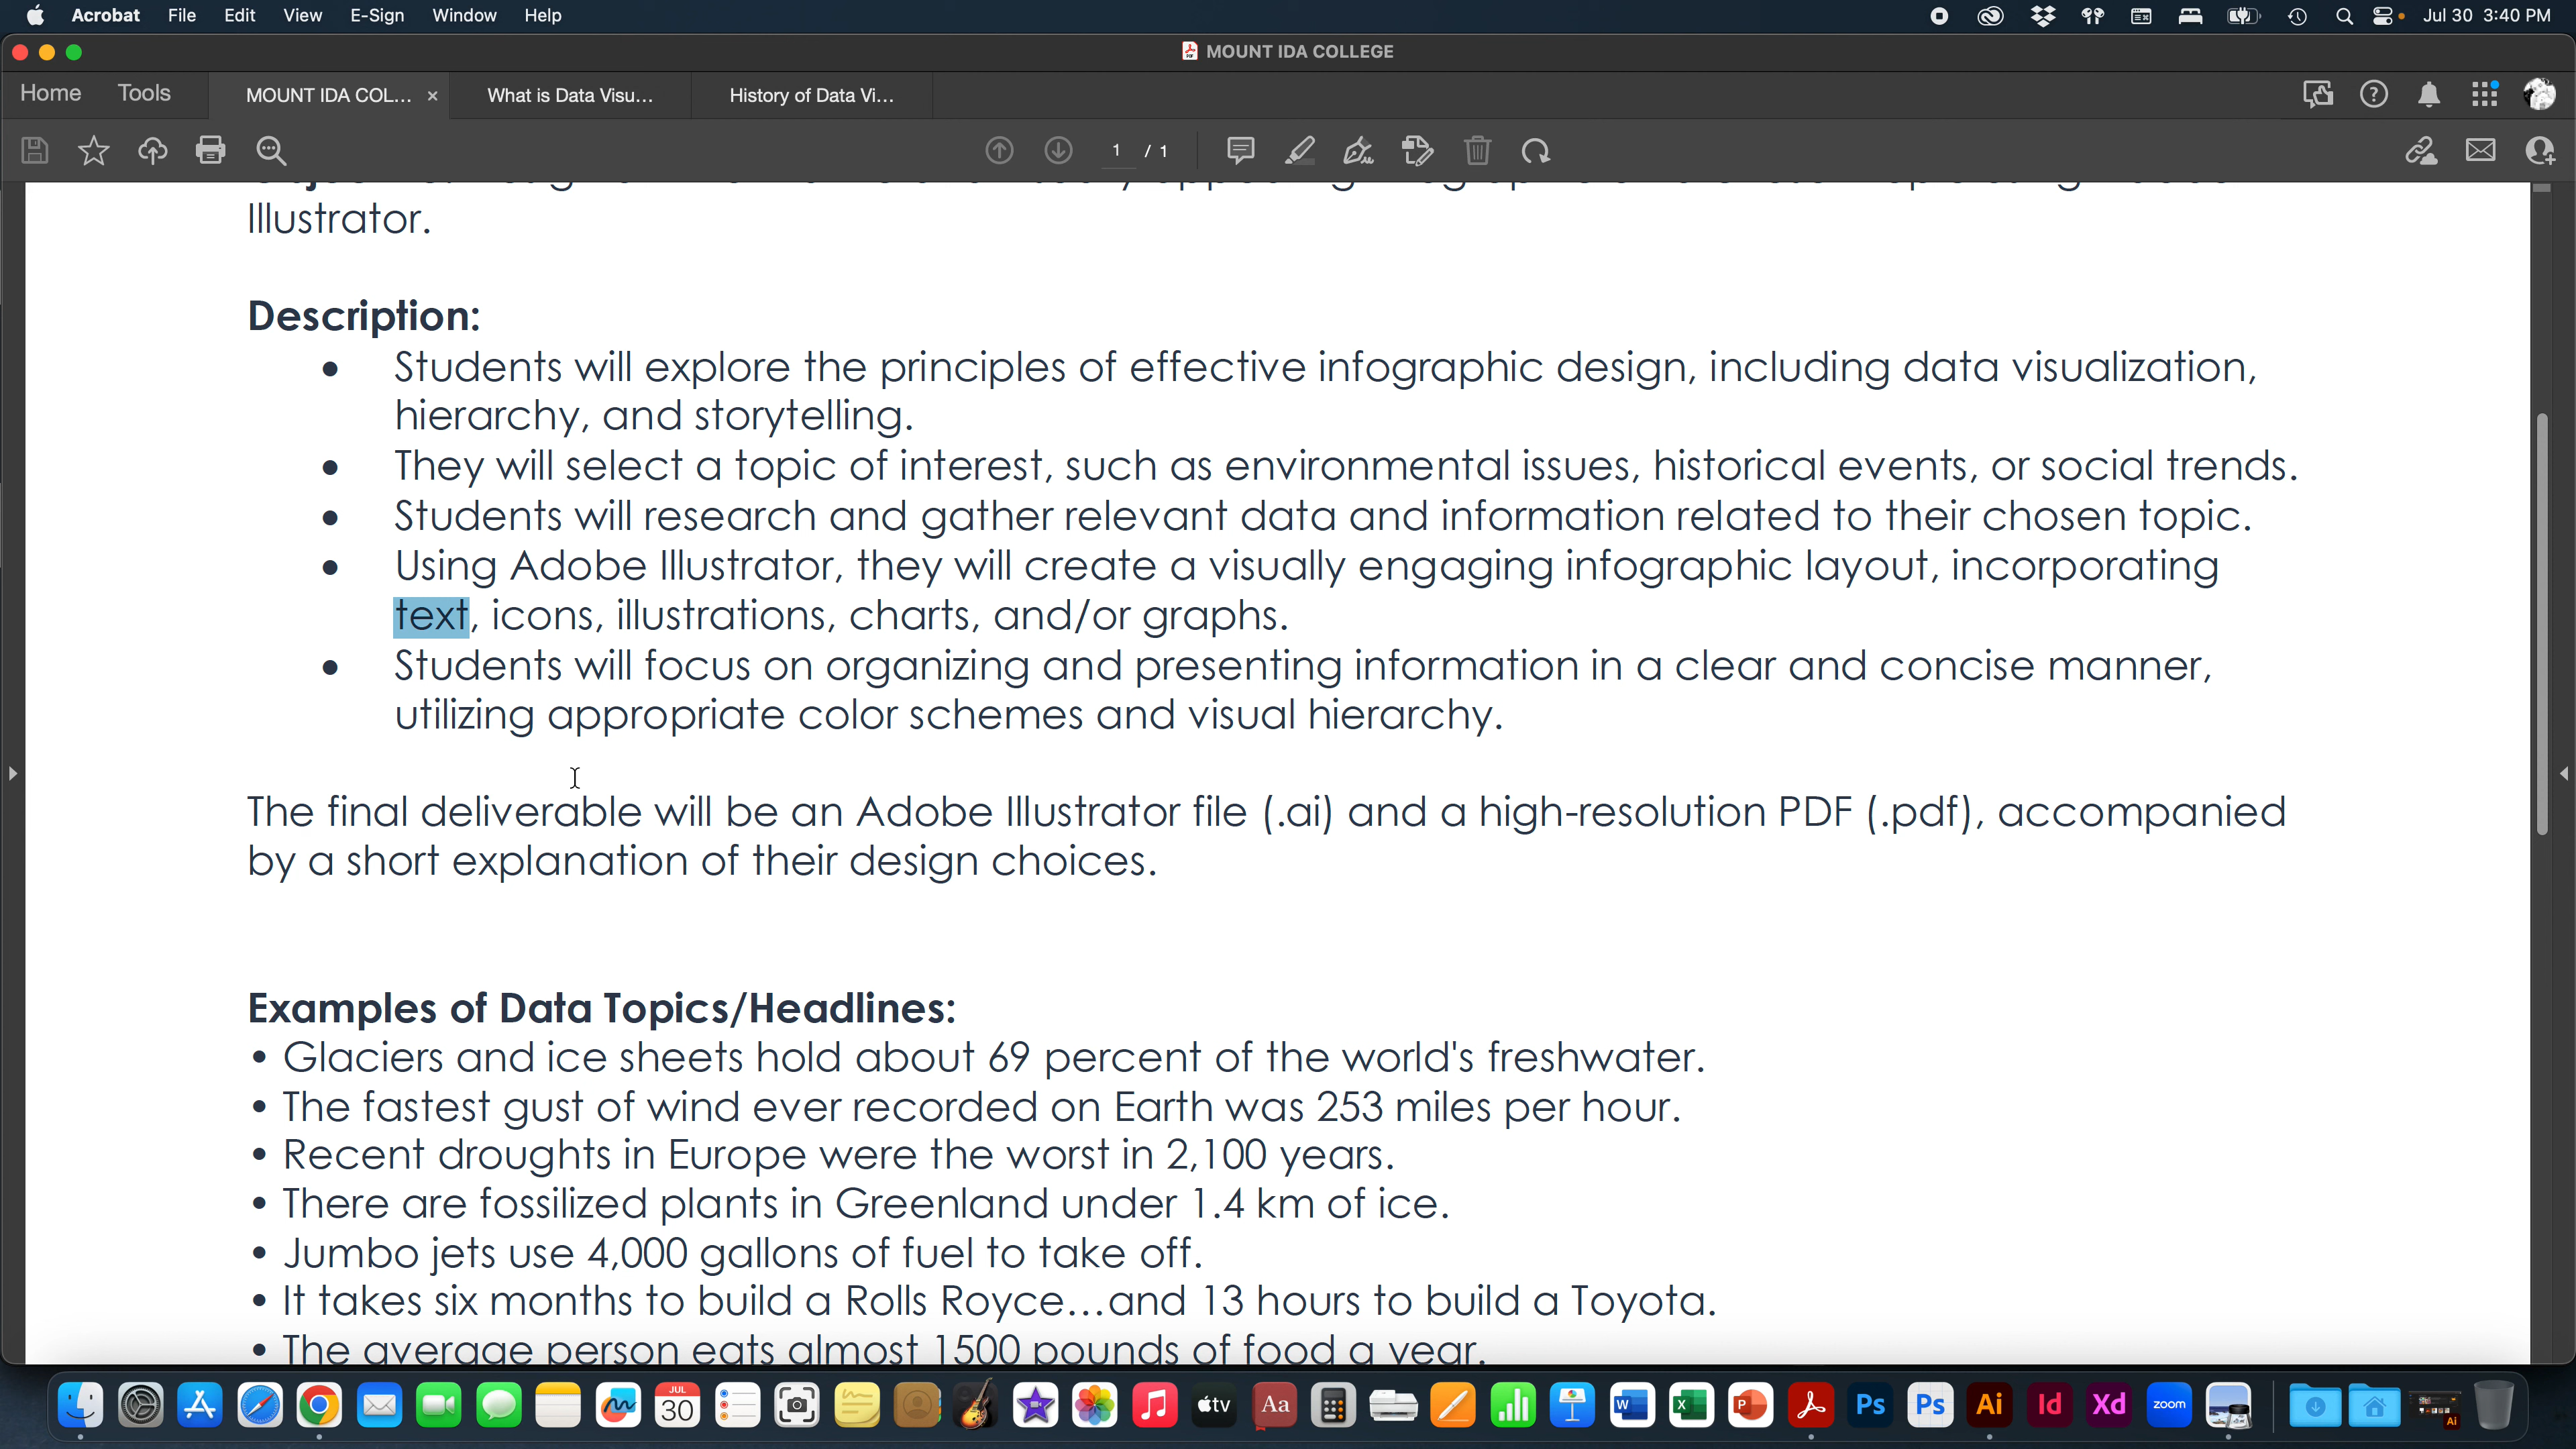 Acrobat File Edit View E-Sign Window Help
Jul 30 3:40 PM
MOUNT IDA COLLEGE
Home Tools MOUNT IDA COL... × What is Data Visu... History of Data Vi...
1 / 1
Illustrator.
Description:
• Students will explore the principles of effective infographic design, including data visualization,
hierarchy, and storytelling.
• They will select a topic of interest, such as environmental issues, historical events, or social trends.
• Students will research and gather relevant data and information related to their chosen topic.
• Using Adobe Illustrator, they will create a visually engaging infographic layout, incorporating
text, icons, illustrations, charts, and/or graphs.
• Students will focus on organizing and presenting information in a clear and concise manner,
utilizing appropriate color schemes and visual hierarchy.
The final deliverable will be an Adobe Illustrator file (.ai) and a high-resolution PDF (.pdf), accompanied
by a short explanation of their design choices.
Examples of Data Topics/Headlines:
• Glaciers and ice sheets hold about 69 percent of the world's freshwater.
• The fastest gust of wind ever recorded on Earth was 253 miles per hour.
• Recent droughts in Europe were the worst in 2,100 years.
• There are fossilized plants in Greenland under 1.4 km of ice.
• Jumbo jets use 4,000 gallons of fuel to take off.
• It takes six months to build a Rolls Royce...and 13 hours to build a Toyota.
• The average person eats almost 1500 pounds of food a year.
JUL
30
tv Aa W X P Ps Ps Ai Id Xd zoom Ai